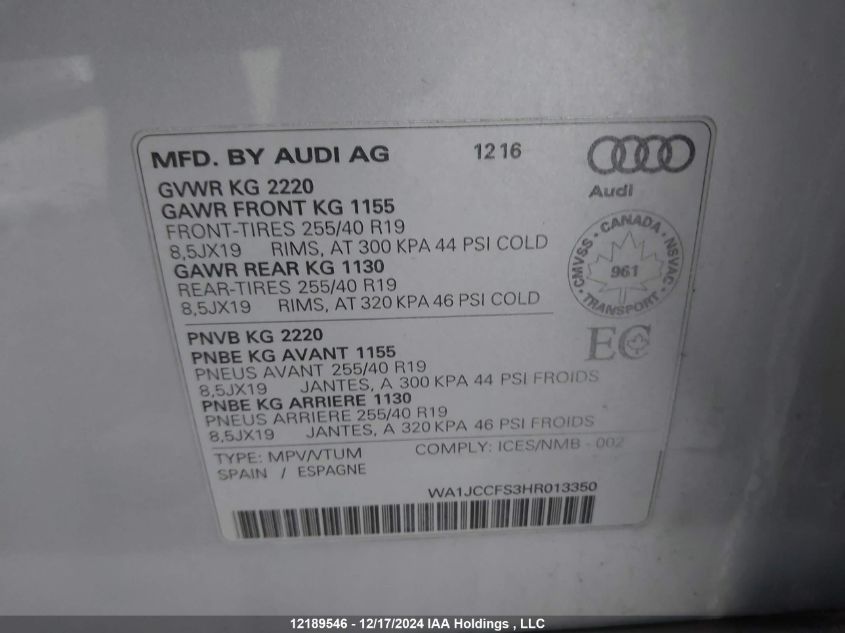 MFD. BY AUDI AG 1216
Audi
GVWR KG 2220
GAWR FRONT KG 1155
FRONT-TIRES 255/40 R19
8,5JX19 RIMS, AT 300 KPA 44 PSI COLD
GAWR REAR KG 1130
REAR-TIRES 255/40 R19
8,5JX19 RIMS, AT 320 KPA 46 PSI COLD
CANADA
CMVSS · NSVAC
961
TRANSPORT
PNVB KG 2220
PNBE KG AVANT 1155
PNEUS AVANT 255/40 R19
8,5JX19 JANTES, A 300 KPA 44 PSI FROIDS
PNBE KG ARRIERE 1130
PNEUS ARRIERE 255/40 R19
8,5JX19 JANTES, A 320 KPA 46 PSI FROIDS
EC
TYPE: MPV/VTUM COMPLY: ICES/NMB - 002
SPAIN / ESPAGNE
WA1JCCFS3HR013350
12189546 - 12/17/2024 IAA Holdings , LLC